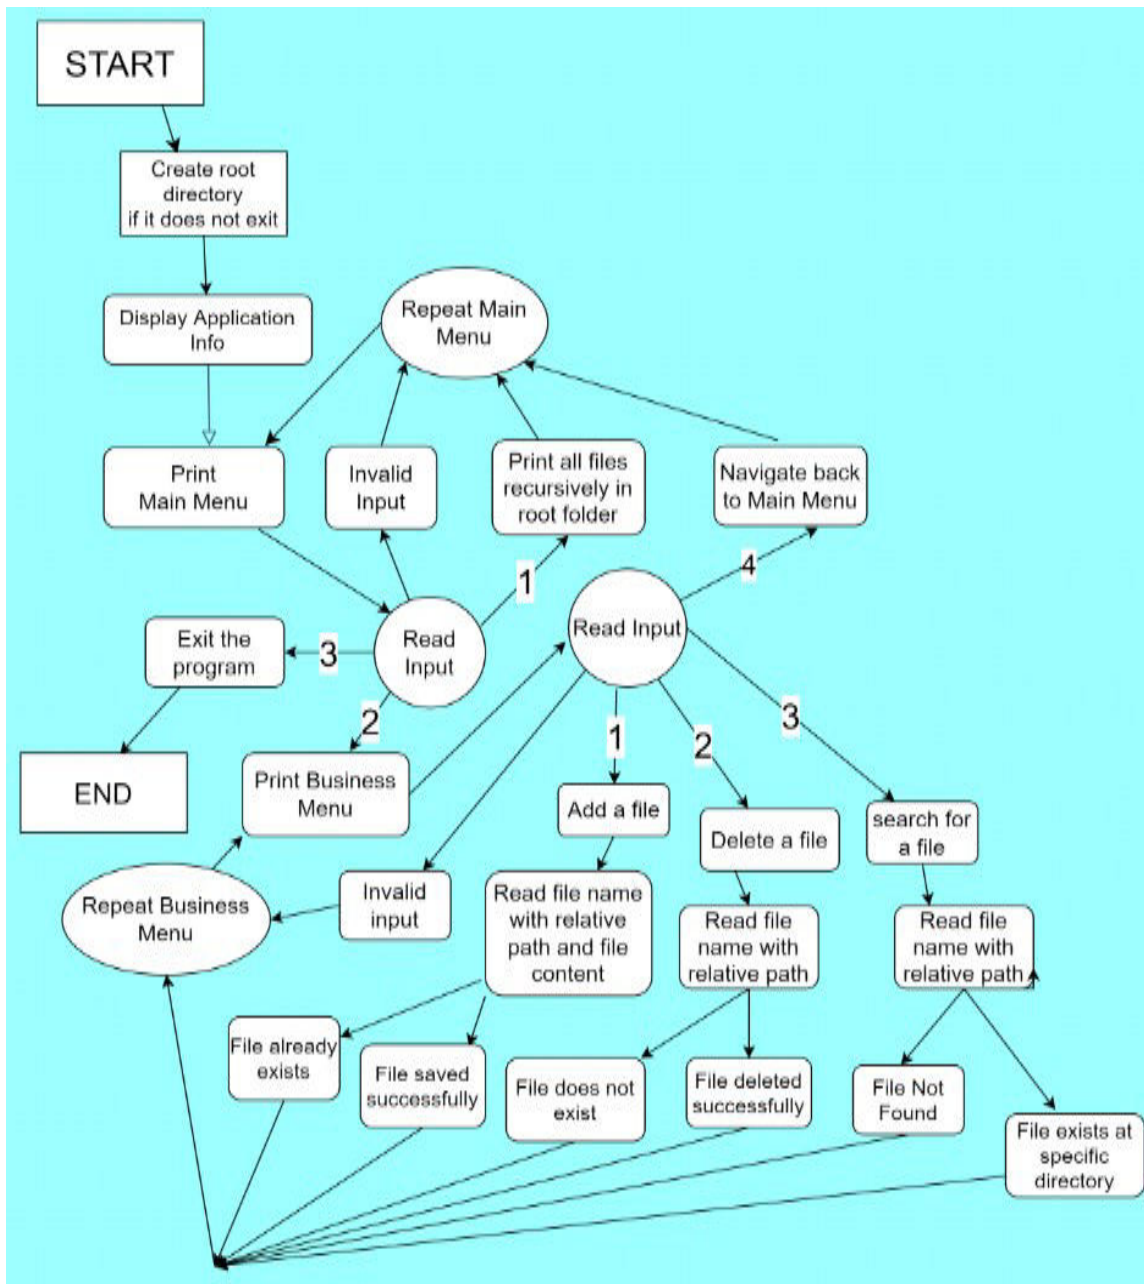 START
Create root
directory
if it does not exit
Display Application
Info
Repeat Main
Menu
Print
Main Menu
Invalid
Input
Print all files
recursively in
root folder
Navigate back
to Main Menu
1
4
Read
Input
Read Input
Exit the
program
3
2
1
2
3
END
Print Business
Menu
Add a file
Delete a file
search for
a file
Repeat Business
Menu
Invalid
input
Read file name
with relative
path and file
content
Read file
name with
relative path
Read file
name with
relative path
File already
exists
File saved
successfully
File does not
exist
File deleted
successfully
File Not
Found
File exists at
specific
directory